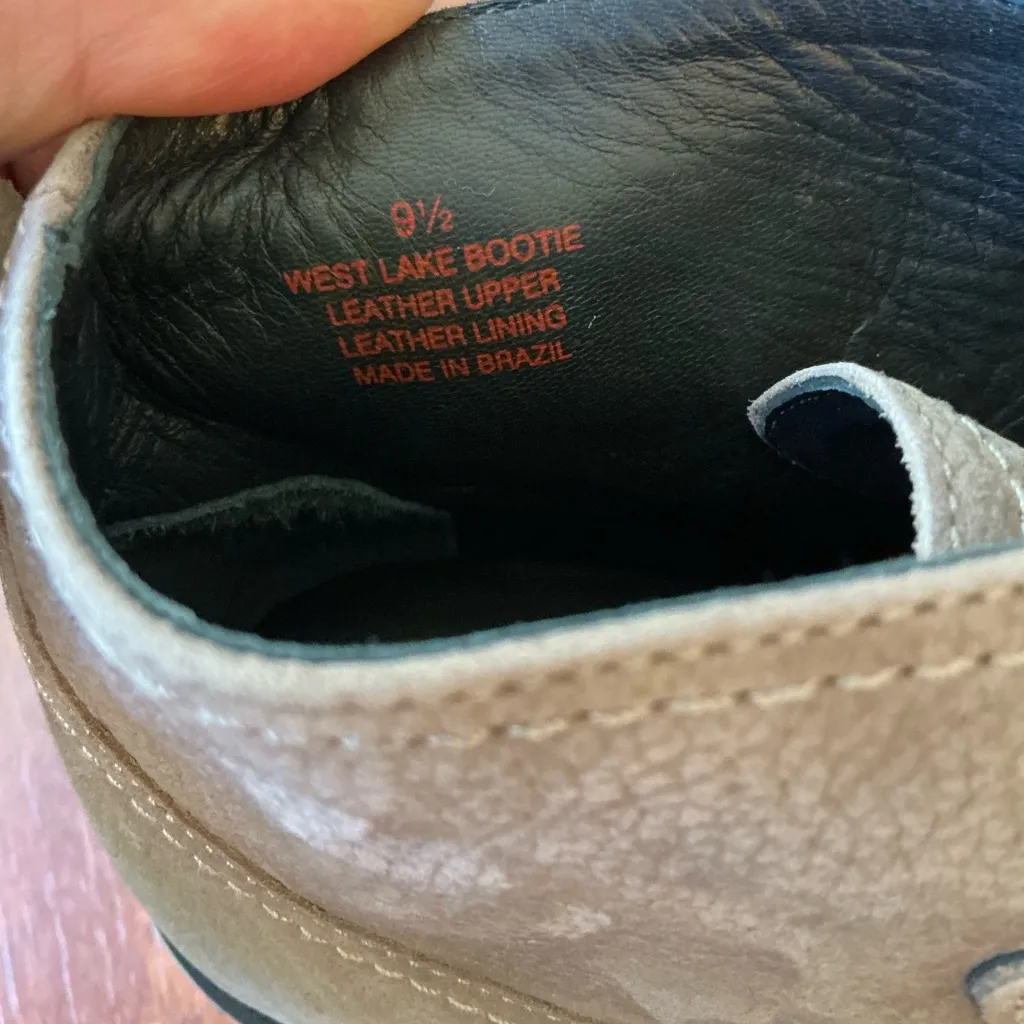 9½
WEST LAKE BOOTIE
LEATHER UPPER
LEATHER LINING
MADE IN BRAZIL